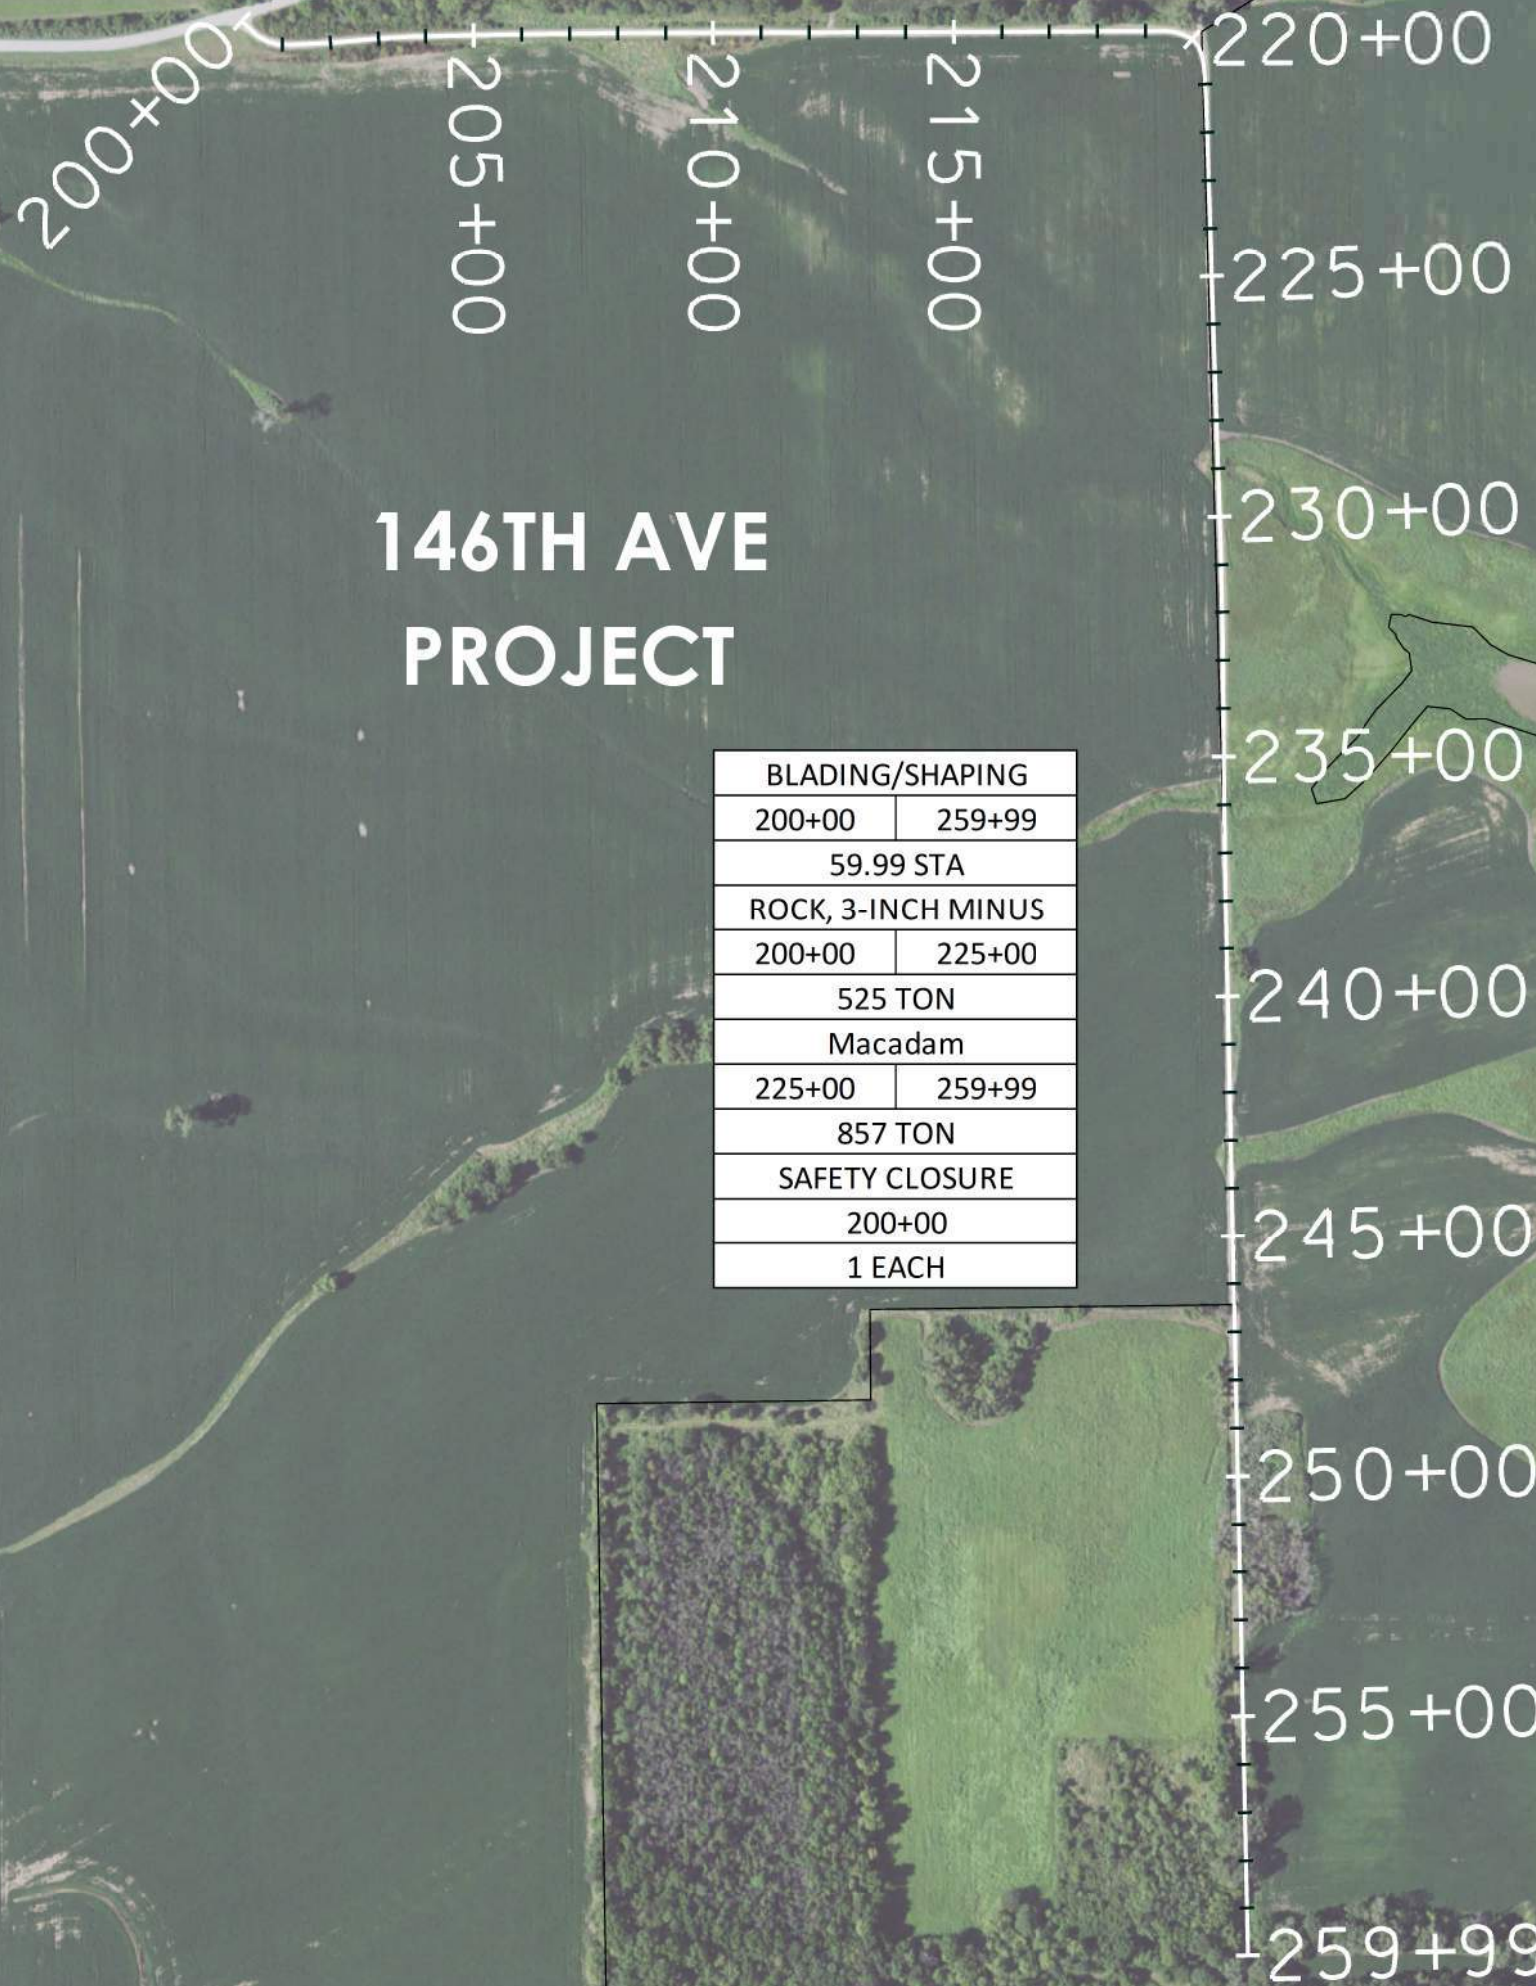 200+00
205+00
210+00
215+00
220+00
225+00
230+00
235+00
240+00
245+00
250+00
255+00
259+99
146TH AVE
PROJECT
BLADING/SHAPING
200+00 259+99
59.99 STA
ROCK, 3-INCH MINUS
200+00 225+00
525 TON
Macadam
225+00 259+99
857 TON
SAFETY CLOSURE
200+00
1 EACH